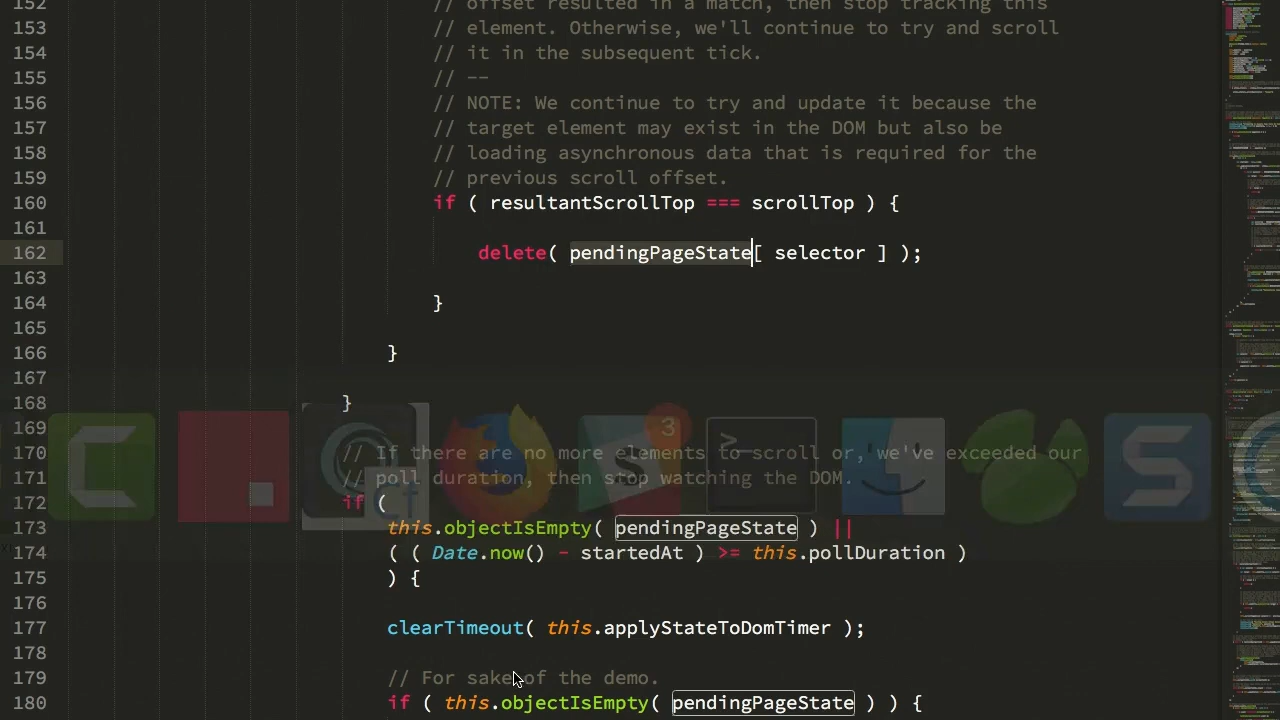 152 // offset resulted in a match, then stop tracking this
153 // element. Otherwise, we'll continue to try and scroll
154 // it in the subsequent tick.
155 // --
156 // NOTE: We continue to try and update it because the
157 // target element may exist in the DOM but also be
158 // loading asynchronous data that is required for the
159 // previous scroll offset.
160 if ( resultantScrollTop === scrollTop ) {
161
162 delete( pendingPageState[ selector ] );
163
164 }
165
166 }
167
168 }
169
170 // If there are no more elements to scroll or, we've exceeded our
171 // poll duration, then stop watching the DOM.
172 if (
173 this.objectIsEmpty( pendingPageState ) ||
174 ( ( Date.now() - startedAt ) >= this.pollDuration )
175 ) {
176
177 clearTimeout( this.applyStateToDomTimer );
178
179 // For sake of the demo.
180 if ( this.objectIsEmpty( pendingPageState ) ) {
3
Cf
S
S
>_